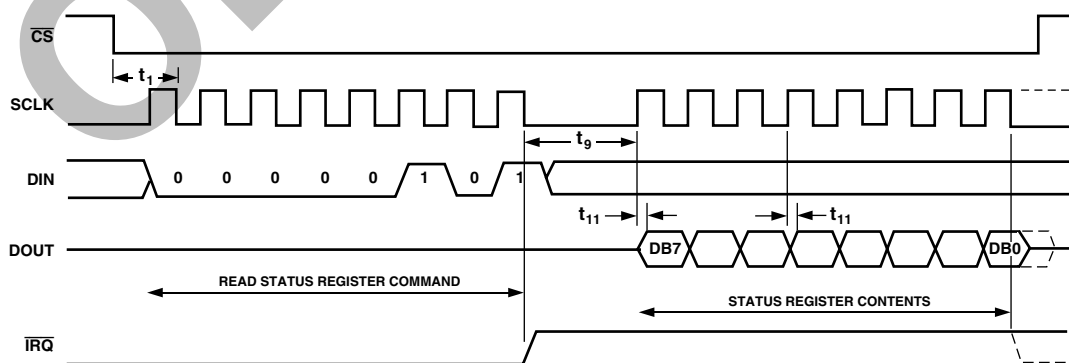 CS
t1
SCLK
t9
DIN
0 0 0 0 0 1 0 1
t11
t11
DOUT
DB7
DB0
READ STATUS REGISTER COMMAND
STATUS REGISTER CONTENTS
IRQ